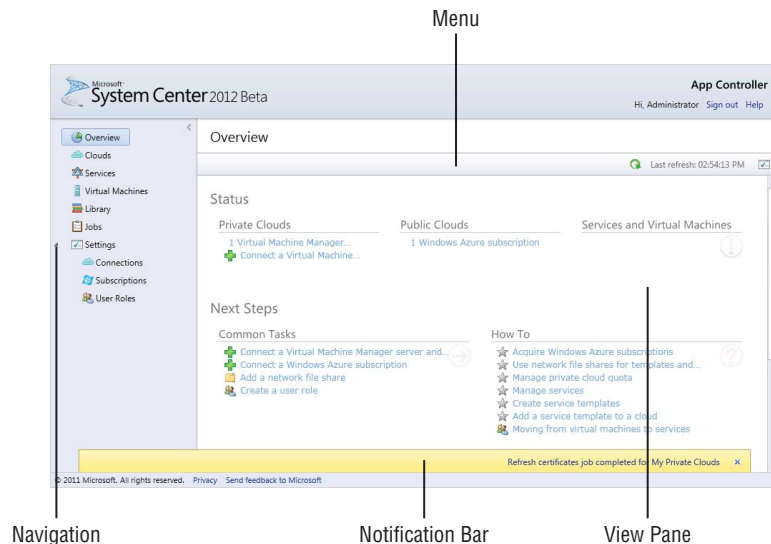 Menu
Microsoft®
System Center 2012 Beta
App Controller
Hi, Administrator Sign out Help
Overview
Clouds
Services
Virtual Machines
Library
Jobs
Settings
Connections
Subscriptions
User Roles
Overview
Last refresh: 02:54:13 PM
Status
Private Clouds
1 Virtual Machine Manager...
Connect a Virtual Machine...
Public Clouds
1 Windows Azure subscription
Services and Virtual Machines
Next Steps
Common Tasks
Connect a Virtual Machine Manager server and...
Connect a Windows Azure subscription
Add a network file share
Create a user role
How To
Acquire Windows Azure subscriptions
Use network file shares for templates and...
Manage private cloud quota
Manage services
Create service templates
Add a service template to a cloud
Moving from virtual machines to services
Refresh certificates job completed for My Private Clouds
© 2011 Microsoft. All rights reserved. Privacy Send feedback to Microsoft
Navigation
Notification Bar
View Pane